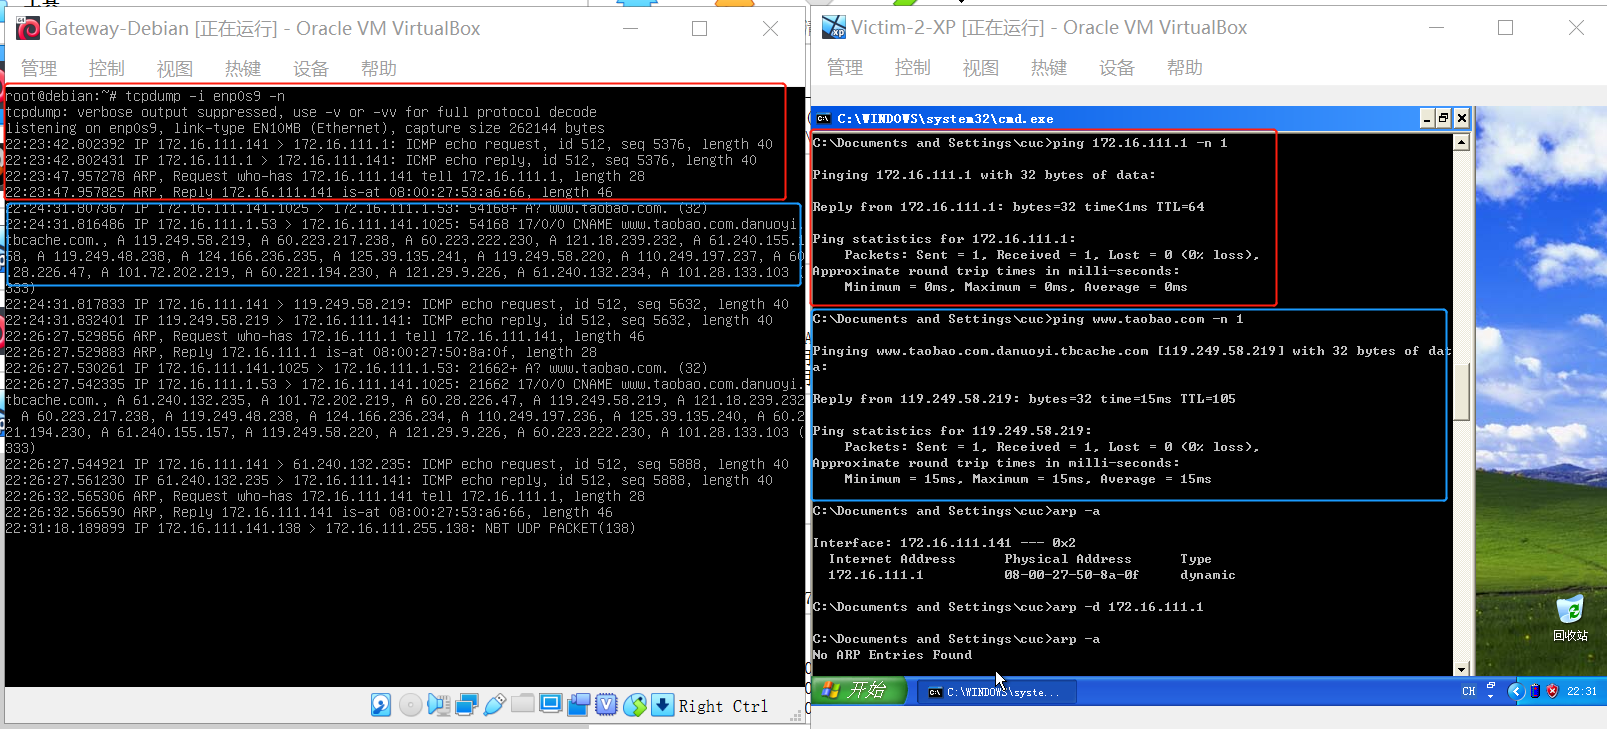 Gateway-Debian [正在运行] - Oracle VM VirtualBox
管理 控制 视图 热键 设备 帮助
root@debian:~# tcpdump -i enp0s9 -n
tcpdump: verbose output suppressed, use -v or -vv for full protocol decode
listening on enp0s9, link-type EN10MB (Ethernet), capture size 262144 bytes
22:23:42.802392 IP 172.16.111.141 > 172.16.111.1: ICMP echo request, id 512, seq 5376, length 40
22:23:42.802431 IP 172.16.111.1 > 172.16.111.141: ICMP echo reply, id 512, seq 5376, length 40
22:23:47.957278 ARP, Request who-has 172.16.111.141 tell 172.16.111.1, length 28
22:23:47.957825 ARP, Reply 172.16.111.141 is-at 08:00:27:53:a6:66, length 46
22:24:31.807367 IP 172.16.111.141.1025 > 172.16.111.1.53: 54168+ A? www.taobao.com. (32)
22:24:31.816486 IP 172.16.111.1.53 > 172.16.111.141.1025: 54168 17/0/0 CNAME www.taobao.com.danuoyi.
tbcache.com., A 119.249.58.219, A 60.223.217.238, A 60.223.222.230, A 121.18.239.232, A 61.240.155.1
58, A 119.249.48.238, A 124.166.236.235, A 125.39.135.241, A 119.249.58.220, A 110.249.197.237, A 60
.28.226.47, A 101.72.202.219, A 60.221.194.230, A 121.29.9.226, A 61.240.132.234, A 101.28.133.103 (
333)
22:24:31.817833 IP 172.16.111.141 > 119.249.58.219: ICMP echo request, id 512, seq 5632, length 40
22:24:31.832401 IP 119.249.58.219 > 172.16.111.141: ICMP echo reply, id 512, seq 5632, length 40
22:26:27.529856 ARP, Request who-has 172.16.111.1 tell 172.16.111.141, length 46
22:26:27.529883 ARP, Reply 172.16.111.1 is-at 08:00:27:50:8a:0f, length 28
22:26:27.530261 IP 172.16.111.141.1025 > 172.16.111.1.53: 21662+ A? www.taobao.com. (32)
22:26:27.542335 IP 172.16.111.1.53 > 172.16.111.141.1025: 21662 17/0/0 CNAME www.taobao.com.danuoyi.
tbcache.com., A 61.240.132.235, A 101.72.202.219, A 60.28.226.47, A 119.249.58.219, A 121.18.239.232
, A 60.223.217.238, A 119.249.48.238, A 124.166.236.234, A 110.249.197.236, A 125.39.135.240, A 60.2
21.194.230, A 61.240.155.157, A 119.249.58.220, A 121.29.9.226, A 60.223.222.230, A 101.28.133.103 (
333)
22:26:27.544921 IP 172.16.111.141 > 61.240.132.235: ICMP echo request, id 512, seq 5888, length 40
22:26:27.561230 IP 61.240.132.235 > 172.16.111.141: ICMP echo reply, id 512, seq 5888, length 40
22:26:32.565306 ARP, Request who-has 172.16.111.141 tell 172.16.111.1, length 28
22:26:32.566590 ARP, Reply 172.16.111.141 is-at 08:00:27:53:a6:66, length 46
22:31:18.189899 IP 172.16.111.141.138 > 172.16.111.255.138: NBT UDP PACKET(138)
Right Ctrl
Victim-2-XP [正在运行] - Oracle VM VirtualBox
管理 控制 视图 热键 设备 帮助
C:\WINDOWS\system32\cmd.exe
C:\Documents and Settings\cuc>ping 172.16.111.1 -n 1
Pinging 172.16.111.1 with 32 bytes of data:
Reply from 172.16.111.1: bytes=32 time<1ms TTL=64
Ping statistics for 172.16.111.1:
Packets: Sent = 1, Received = 1, Lost = 0 (0% loss),
Approximate round trip times in milli-seconds:
Minimum = 0ms, Maximum = 0ms, Average = 0ms
C:\Documents and Settings\cuc>ping www.taobao.com -n 1
Pinging www.taobao.com.danuoyi.tbcache.com [119.249.58.219] with 32 bytes of dat
a:
Reply from 119.249.58.219: bytes=32 time=15ms TTL=105
Ping statistics for 119.249.58.219:
Packets: Sent = 1, Received = 1, Lost = 0 (0% loss),
Approximate round trip times in milli-seconds:
Minimum = 15ms, Maximum = 15ms, Average = 15ms
C:\Documents and Settings\cuc>arp -a
Interface: 172.16.111.141 --- 0x2
Internet Address Physical Address Type
172.16.111.1 08-00-27-50-8a-0f dynamic
C:\Documents and Settings\cuc>arp -d 172.16.111.1
C:\Documents and Settings\cuc>arp -a
No ARP Entries Found
回收站
开始 C:\WINDOWS\syste... CH 22:31